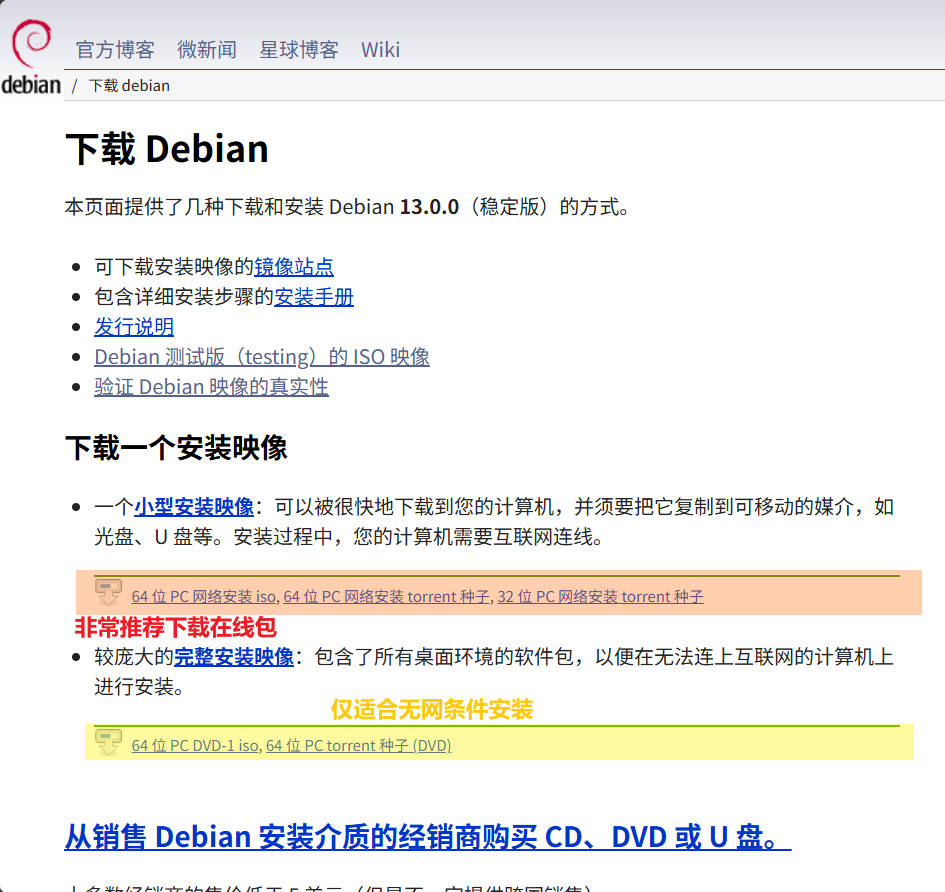 官方博客 微新闻 星球博客 Wiki
debian / 下载 debian
下载 Debian
本页面提供了几种下载和安装 Debian 13.0.0（稳定版）的方式。
可下载安装映像的镜像站点
包含详细安装步骤的安装手册
发行说明
Debian 测试版（testing）的 ISO 映像
验证 Debian 映像的真实性
下载一个安装映像
一个小型安装映像：可以被很快地下载到您的计算机，并须要把它复制到可移动的媒介，如
光盘、U 盘等。安装过程中，您的计算机需要互联网连线。
64 位 PC 网络安装 iso, 64 位 PC 网络安装 torrent 种子, 32 位 PC 网络安装 torrent 种子
非常推荐下载在线包
较庞大的完整安装映像：包含了所有桌面环境的软件包，以便在无法连上互联网的计算机上
进行安装。
仅适合无网条件安装
64 位 PC DVD-1 iso, 64 位 PC torrent 种子 (DVD)
从销售 Debian 安装介质的经销商购买 CD、DVD 或 U 盘。